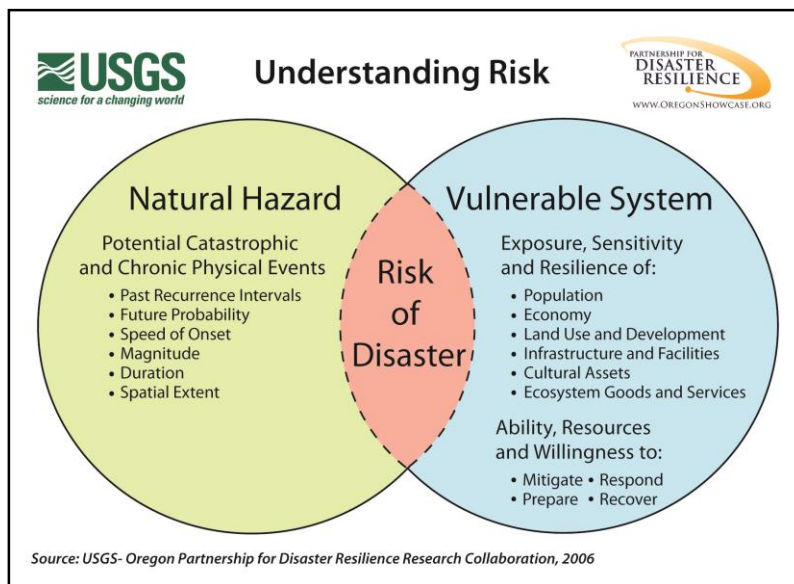 USGS
science for a changing world
Understanding Risk
PARTNERSHIP FOR
DISASTER
RESILIENCE
WWW.OREGONSHOWCASE.ORG
Natural Hazard
Potential Catastrophic
and Chronic Physical Events
• Past Recurrence Intervals
• Future Probability
• Speed of Onset
• Magnitude
• Duration
• Spatial Extent
Risk
of
Disaster
Vulnerable System
Exposure, Sensitivity
and Resilience of:
• Population
• Economy
• Land Use and Development
• Infrastructure and Facilities
• Cultural Assets
• Ecosystem Goods and Services
Ability, Resources
and Willingness to:
• Mitigate • Respond
• Prepare • Recover
Source: USGS- Oregon Partnership for Disaster Resilience Research Collaboration, 2006